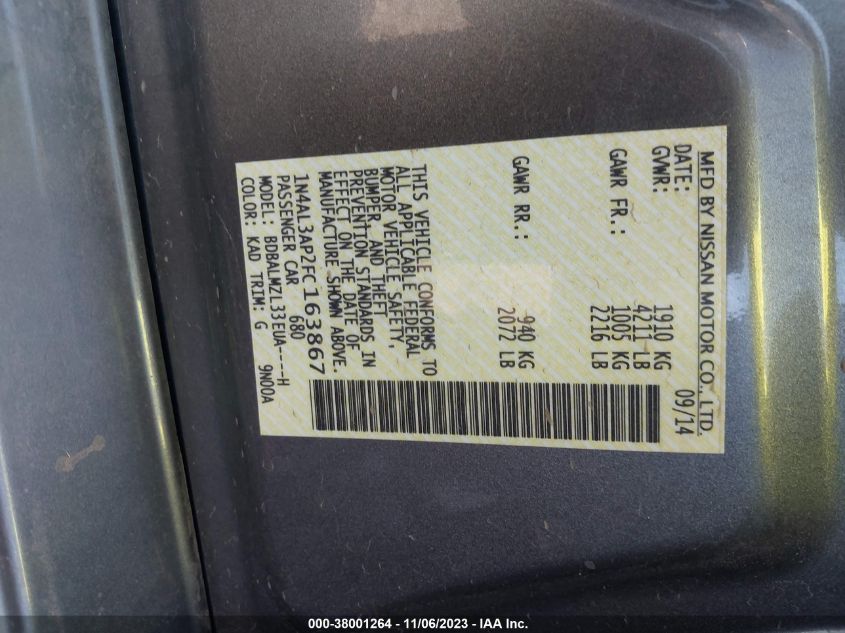 MFD BY NISSAN MOTOR CO.,LTD.
DATE: 09/14
GVWR: 1910 KG
4211 LB
GAWR FR.: 1005 KG
2216 LB
GAWR RR.: 940 KG
2072 LB
THIS VEHICLE CONFORMS TO
ALL APPLICABLE FEDERAL
MOTOR VEHICLE SAFETY,
BUMPER, AND THEFT
PREVENTION STANDARDS IN
EFFECT ON THE DATE OF
MANUFACTURE SHOWN ABOVE.
1N4AL3AP2FC163867
PASSENGER CAR 680
MODEL: BDBALMZL33EUA----H
COLOR: KAD TRIM: G 9N00A
000-38001264 - 11/06/2023 - IAA Inc.